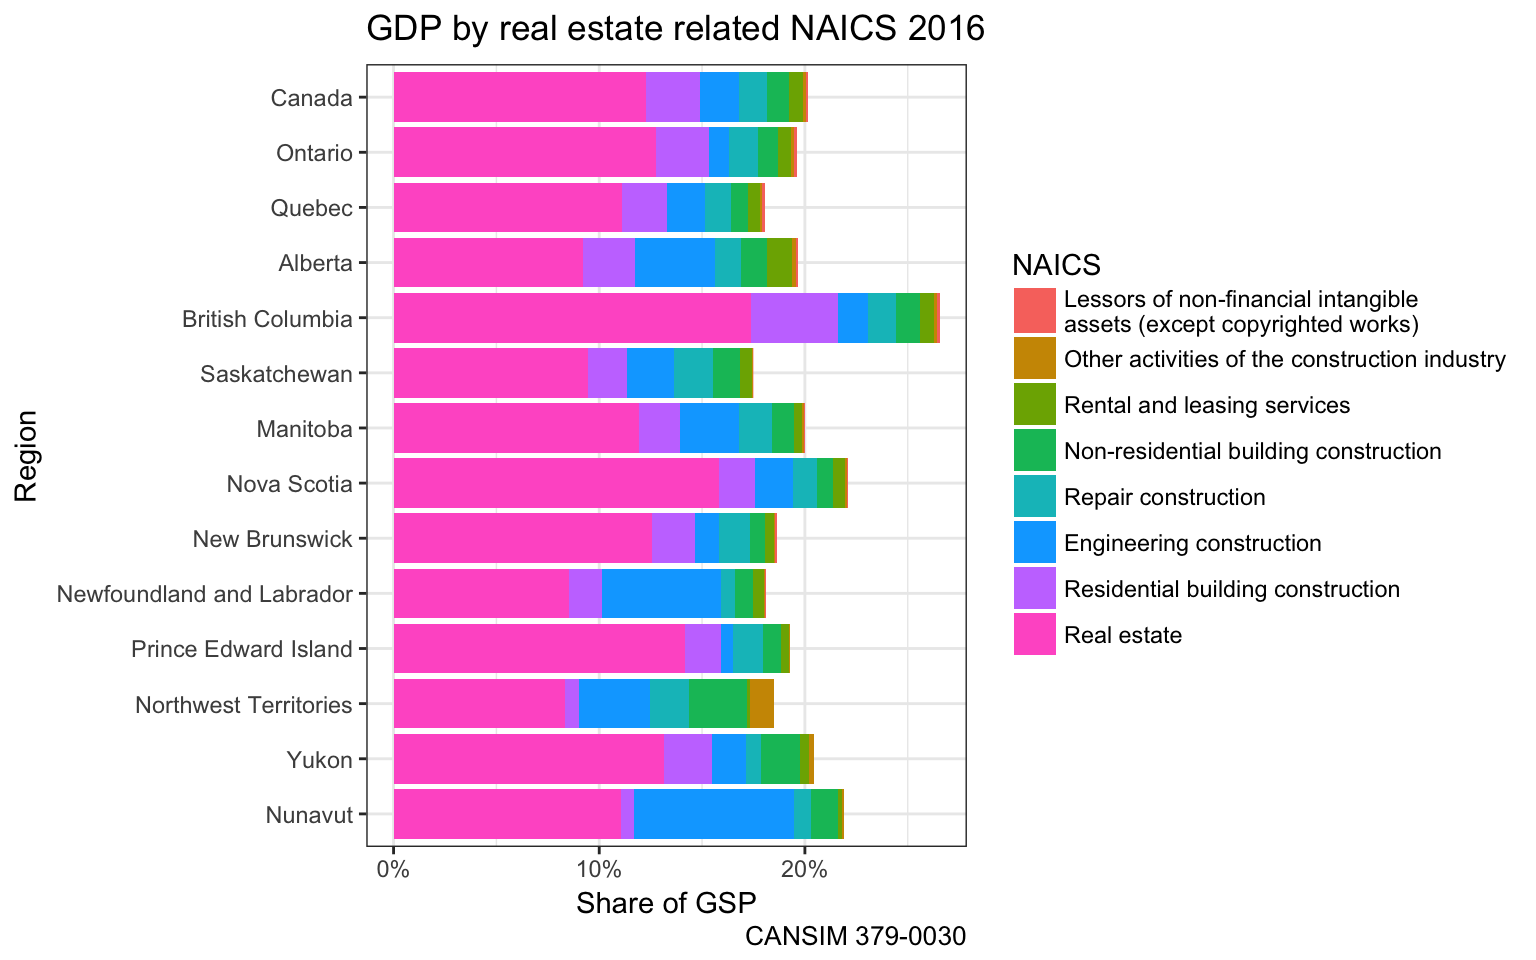 GDP by real estate related NAICS 2016
Canada
Ontario
Quebec
Alberta
British Columbia
Saskatchewan
Manitoba
Nova Scotia
New Brunswick
Newfoundland and Labrador
Prince Edward Island
Northwest Territories
Yukon
Nunavut
Region
0% 10% 20%
Share of GSP
CANSIM 379-0030
NAICS
Lessors of non-financial intangible
assets (except copyrighted works)
Other activities of the construction industry
Rental and leasing services
Non-residential building construction
Repair construction
Engineering construction
Residential building construction
Real estate